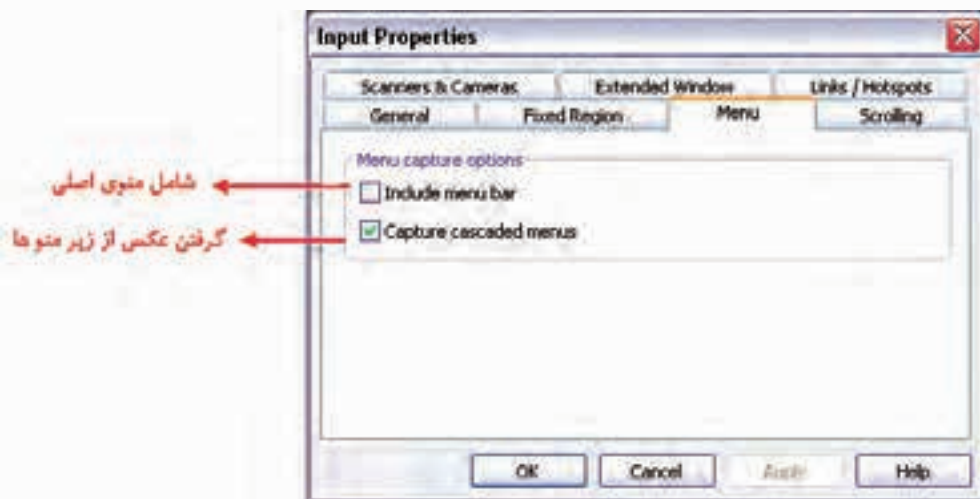 Input Properties
Scanners & Cameras Extended Window Links / Hotspots
General Fixed Region Menu Scrolling
Menu capture options
شامل منوی اصلی
Include menu bar
گرفتن عکس از زیر منو ها
Capture cascaded menus
OK Cancel Apply Help